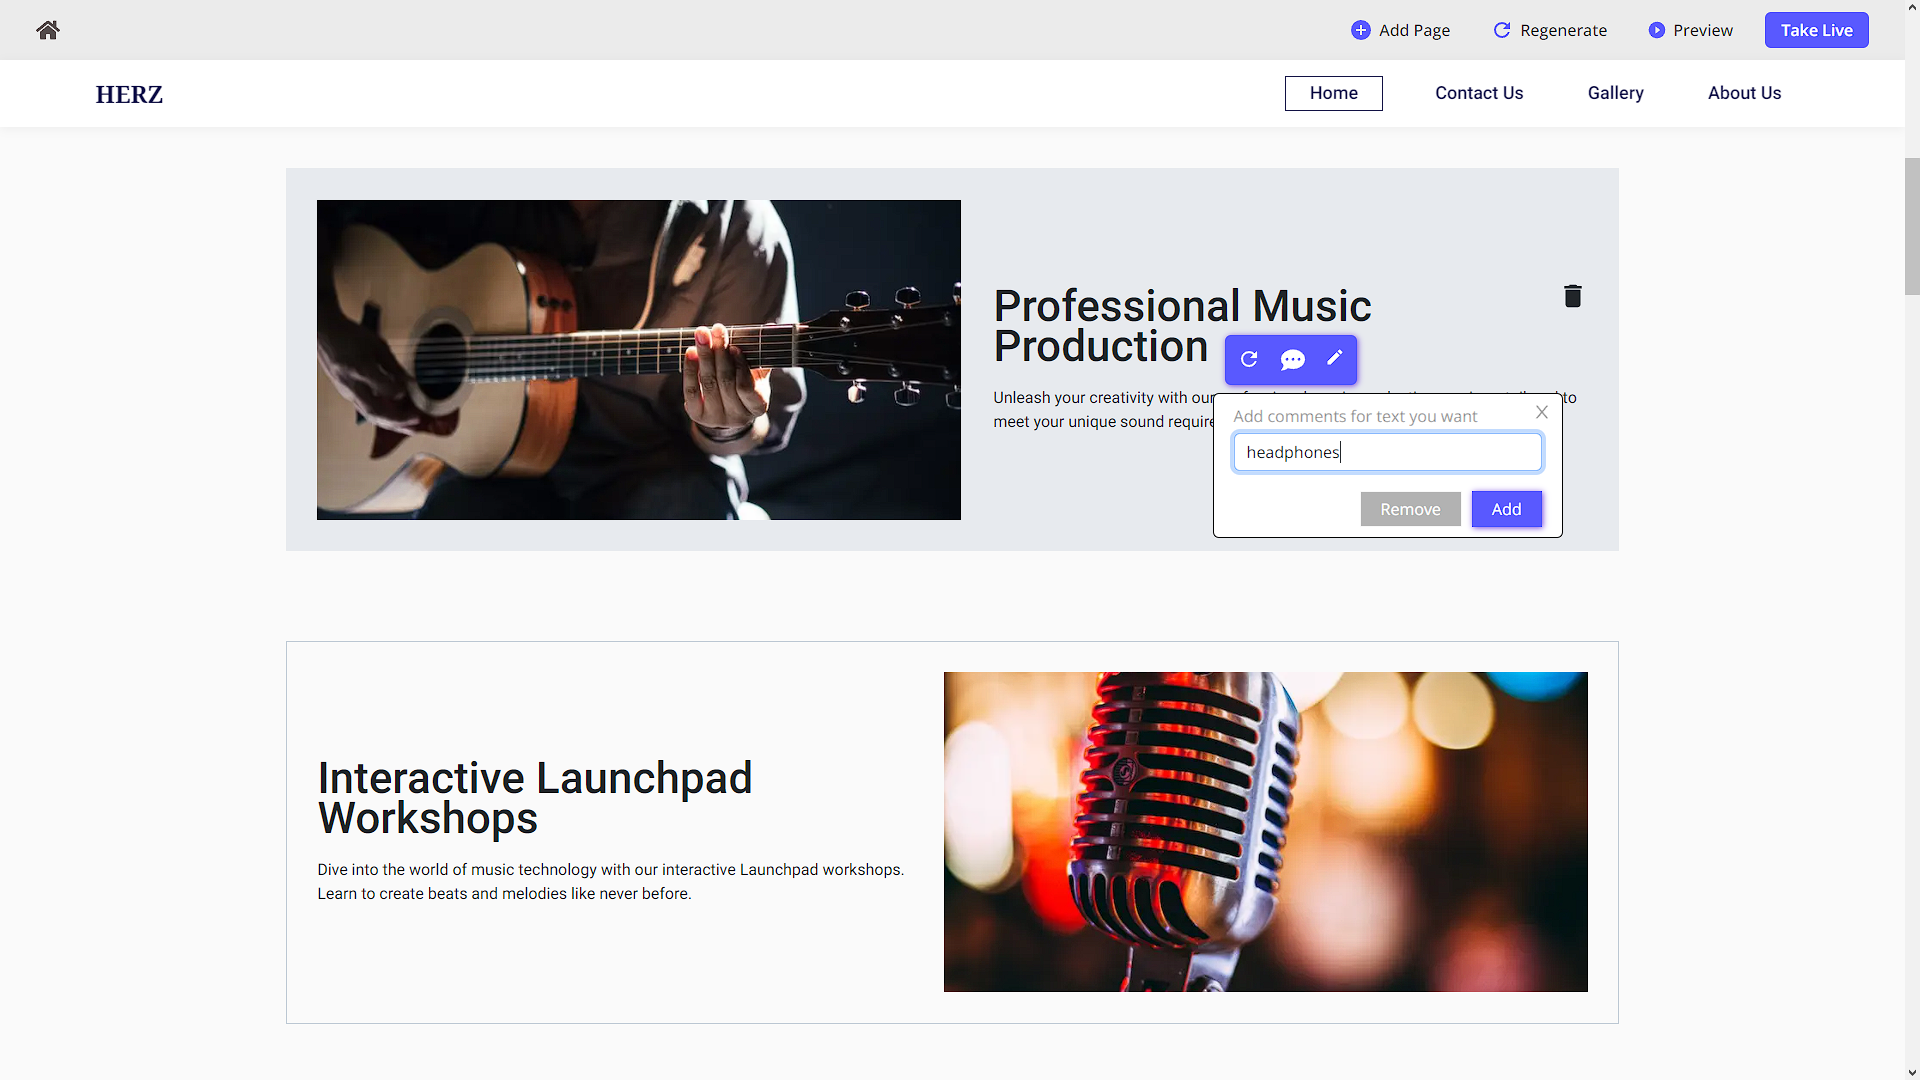 Add Page
Regenerate
Preview
Take Live
HERZ
Home
Contact Us
Gallery
About Us
Professional Music
Production
Unleash your creativity with our to
meet your unique sound require
Add comments for text you want
X
headphones
Remove
Add
Interactive Launchpad
Workshops
Dive into the world of music technology with our interactive Launchpad workshops.
Learn to create beats and melodies like never before.